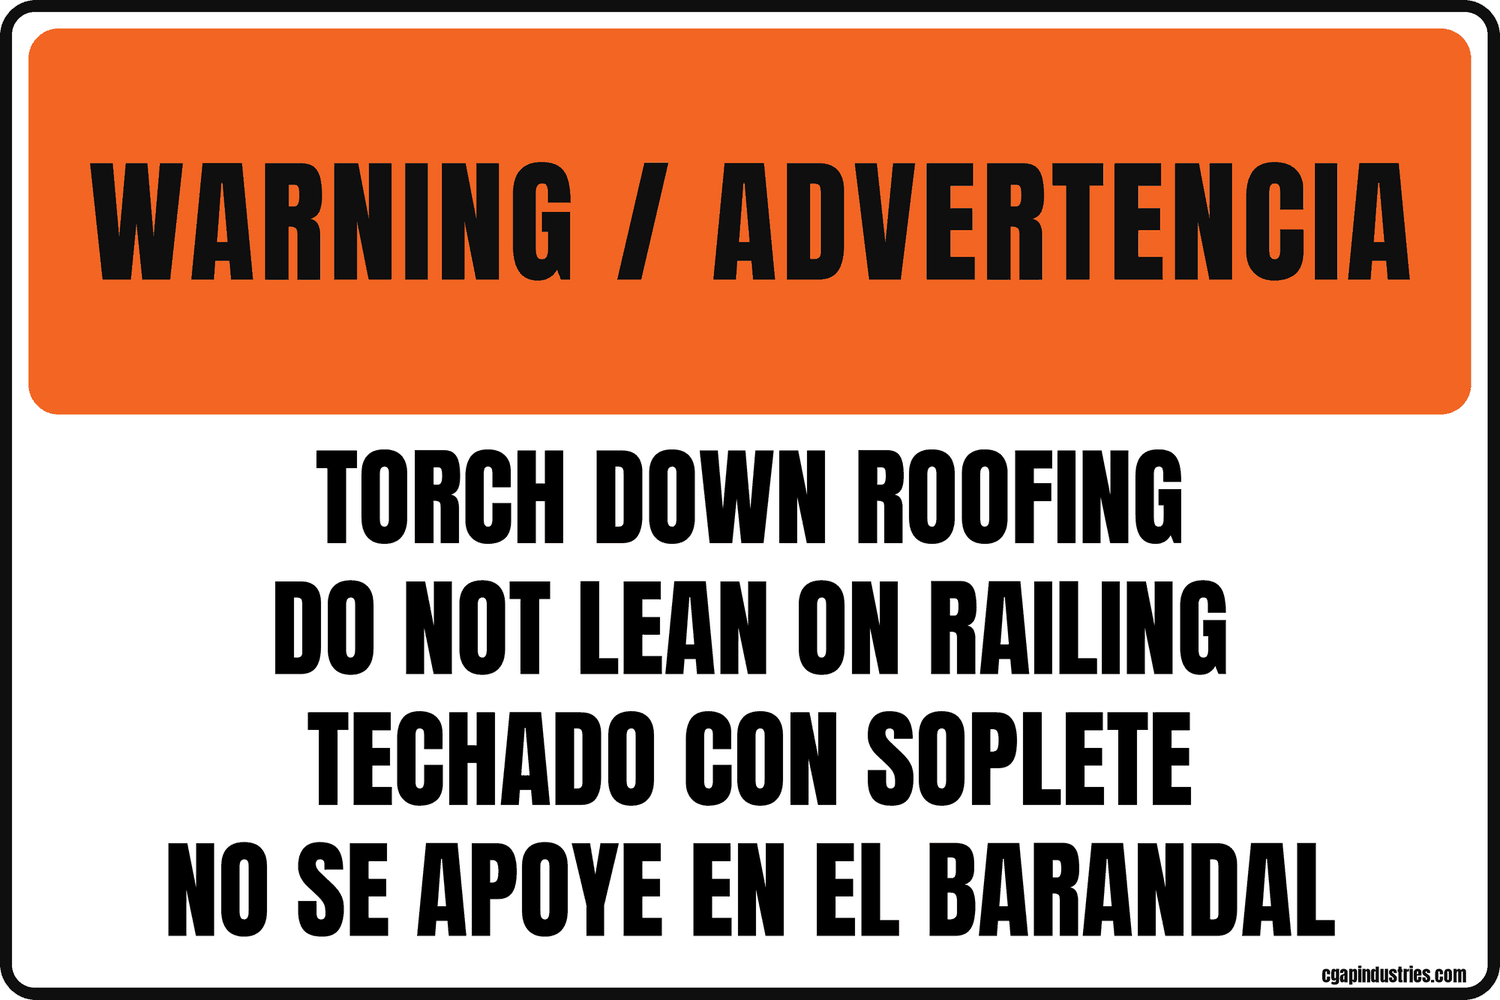 WARNING / ADVERTENCIA
TORCH DOWN ROOFING
DO NOT LEAN ON RAILING
TECHADO CON SOPLETE
NO SE APOYE EN EL BARANDAL
cgapindustries.com